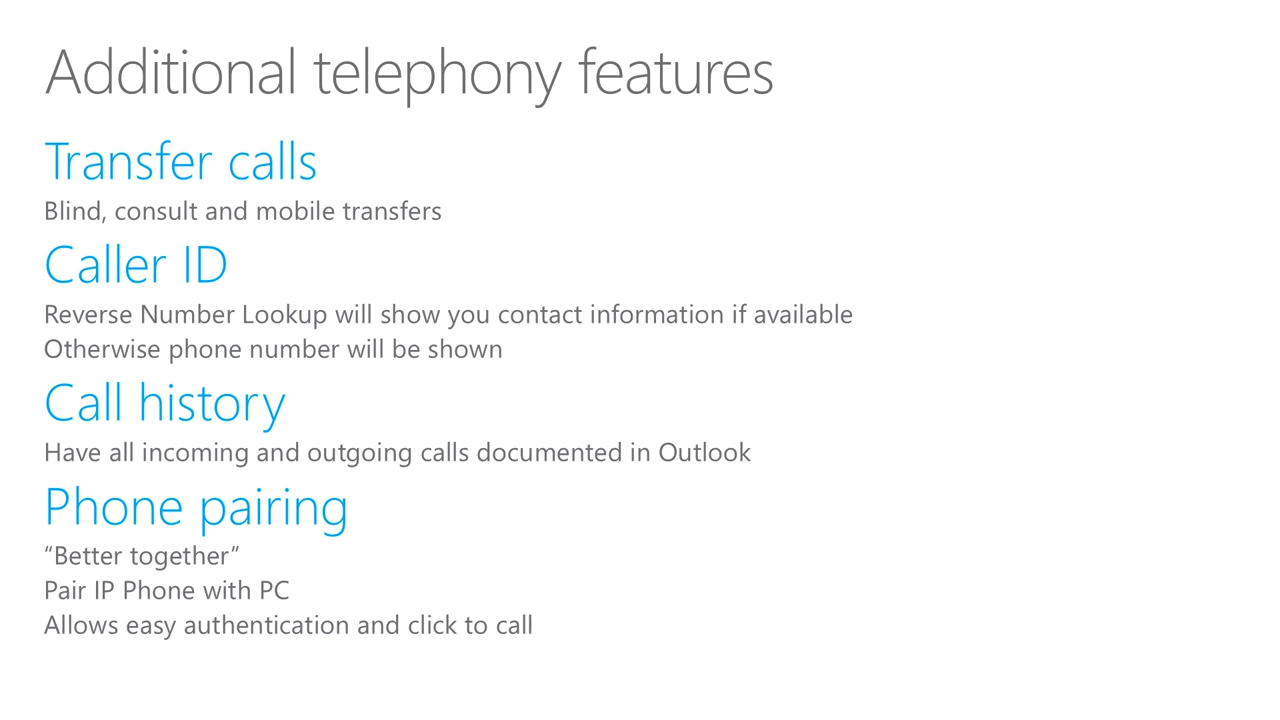 Additional telephony features
Transfer calls
Blind, consult and mobile transfers
Caller ID
Reverse Number Lookup will show you contact information if available
Otherwise phone number will be shown
Call history
Have all incoming and outgoing calls documented in Outlook
Phone pairing
“Better together”
Pair IP Phone with PC
Allows easy authentication and click to call